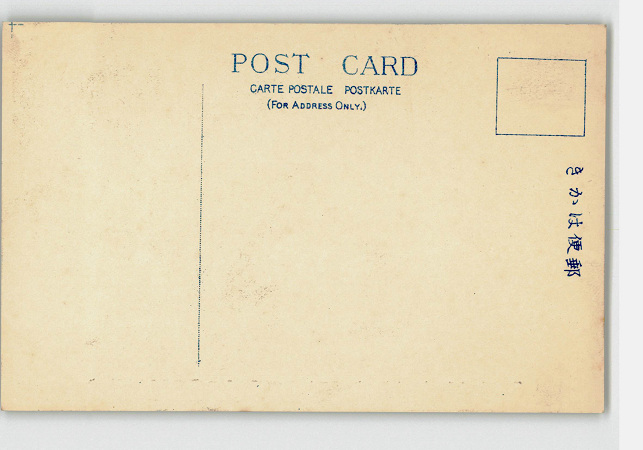 POST CARD
CARTE POSTALE POSTKARTE
(FOR ADDRESS ONLY.)
きかは便郵